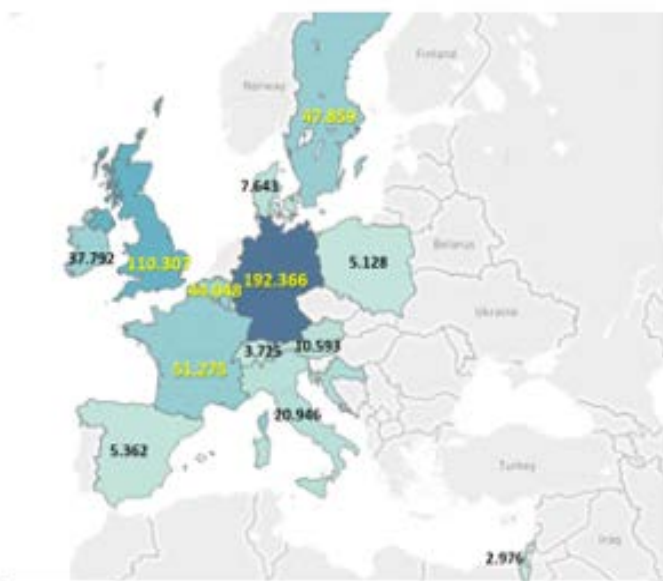 Finland
Norway
47.859
7.643
Belarus
37.792
110.307
192.366
5.128
Ukraine
3.725
10.593
20.946
5.362
Turkey
Iraq
2.976